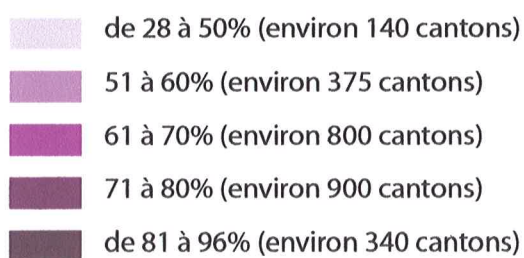 de 28 à 50% (environ 140 cantons)
51 à 60% (environ 375 cantons)
61 à 70% (environ 800 cantons)
71 à 80% (environ 900 cantons)
de 81 à 96% (environ 340 cantons)